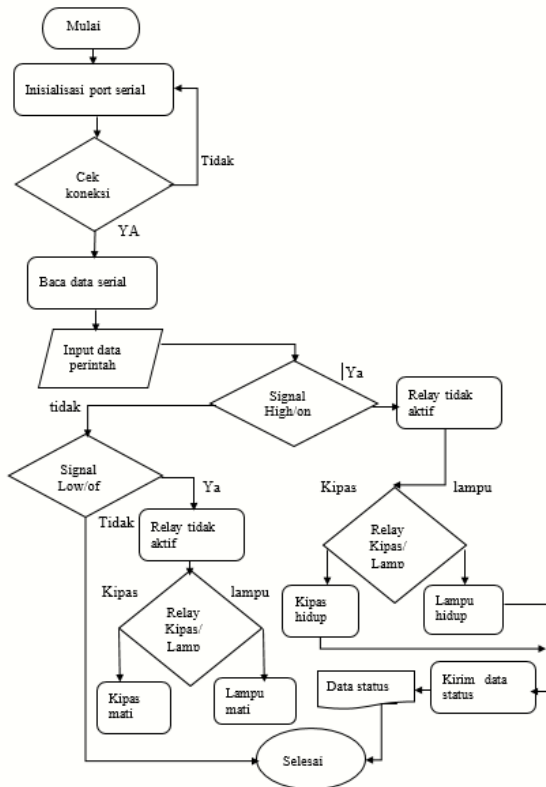 Mulai
Inisialisasi port serial
Tidak
Cek
koneksi
YA
Baca data serial
Input data
perintah
Ya
Signal
High/on
Relay tidak
aktif
tidak
Signal
Low/of
Ya
Tidak
Relay tidak
aktif
Kipas
lampu
Relay
Kipas/
Lamp
Kipas
hidup
Lampu
hidup
Kipas
lampu
Relay
Kipas/
Lamp
Kipas
mati
Lampu
mati
Data status
Kirim data
status
Selesai